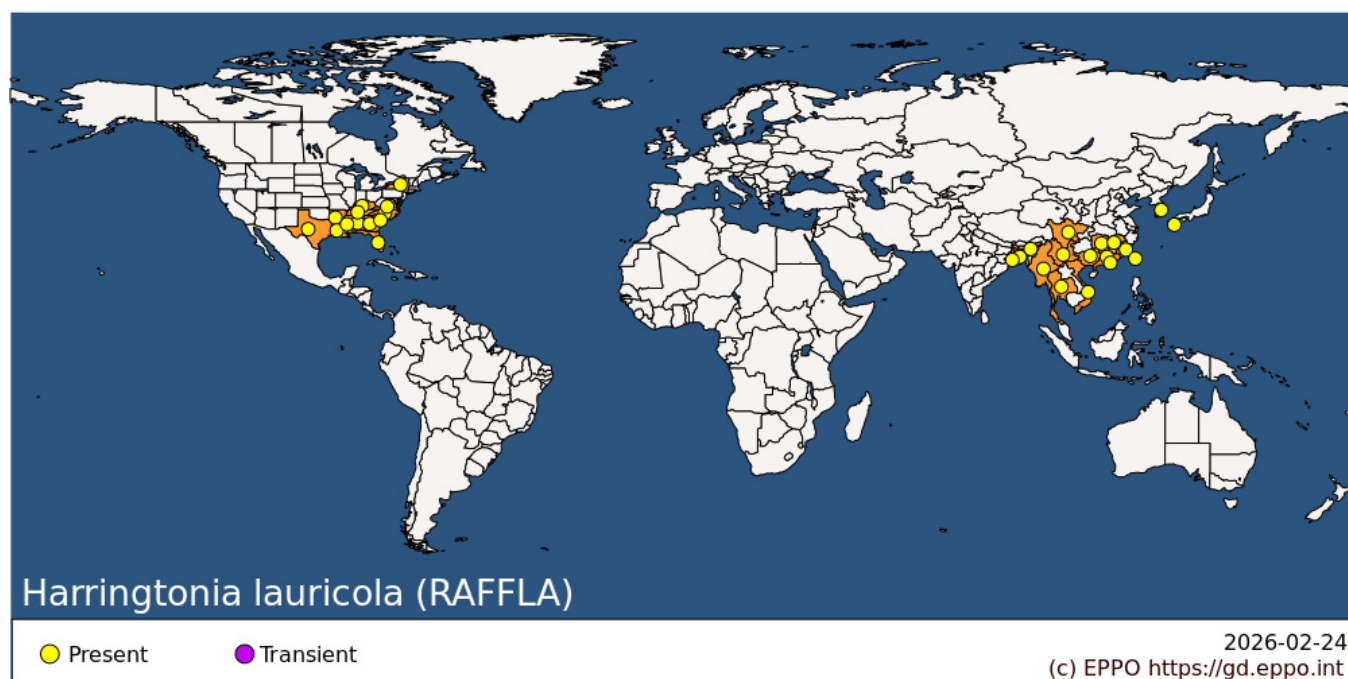 Harringtonia lauricola (RAFFLA)
Present
Transient
2026-02-24
(c) EPPO https://gd.eppo.int